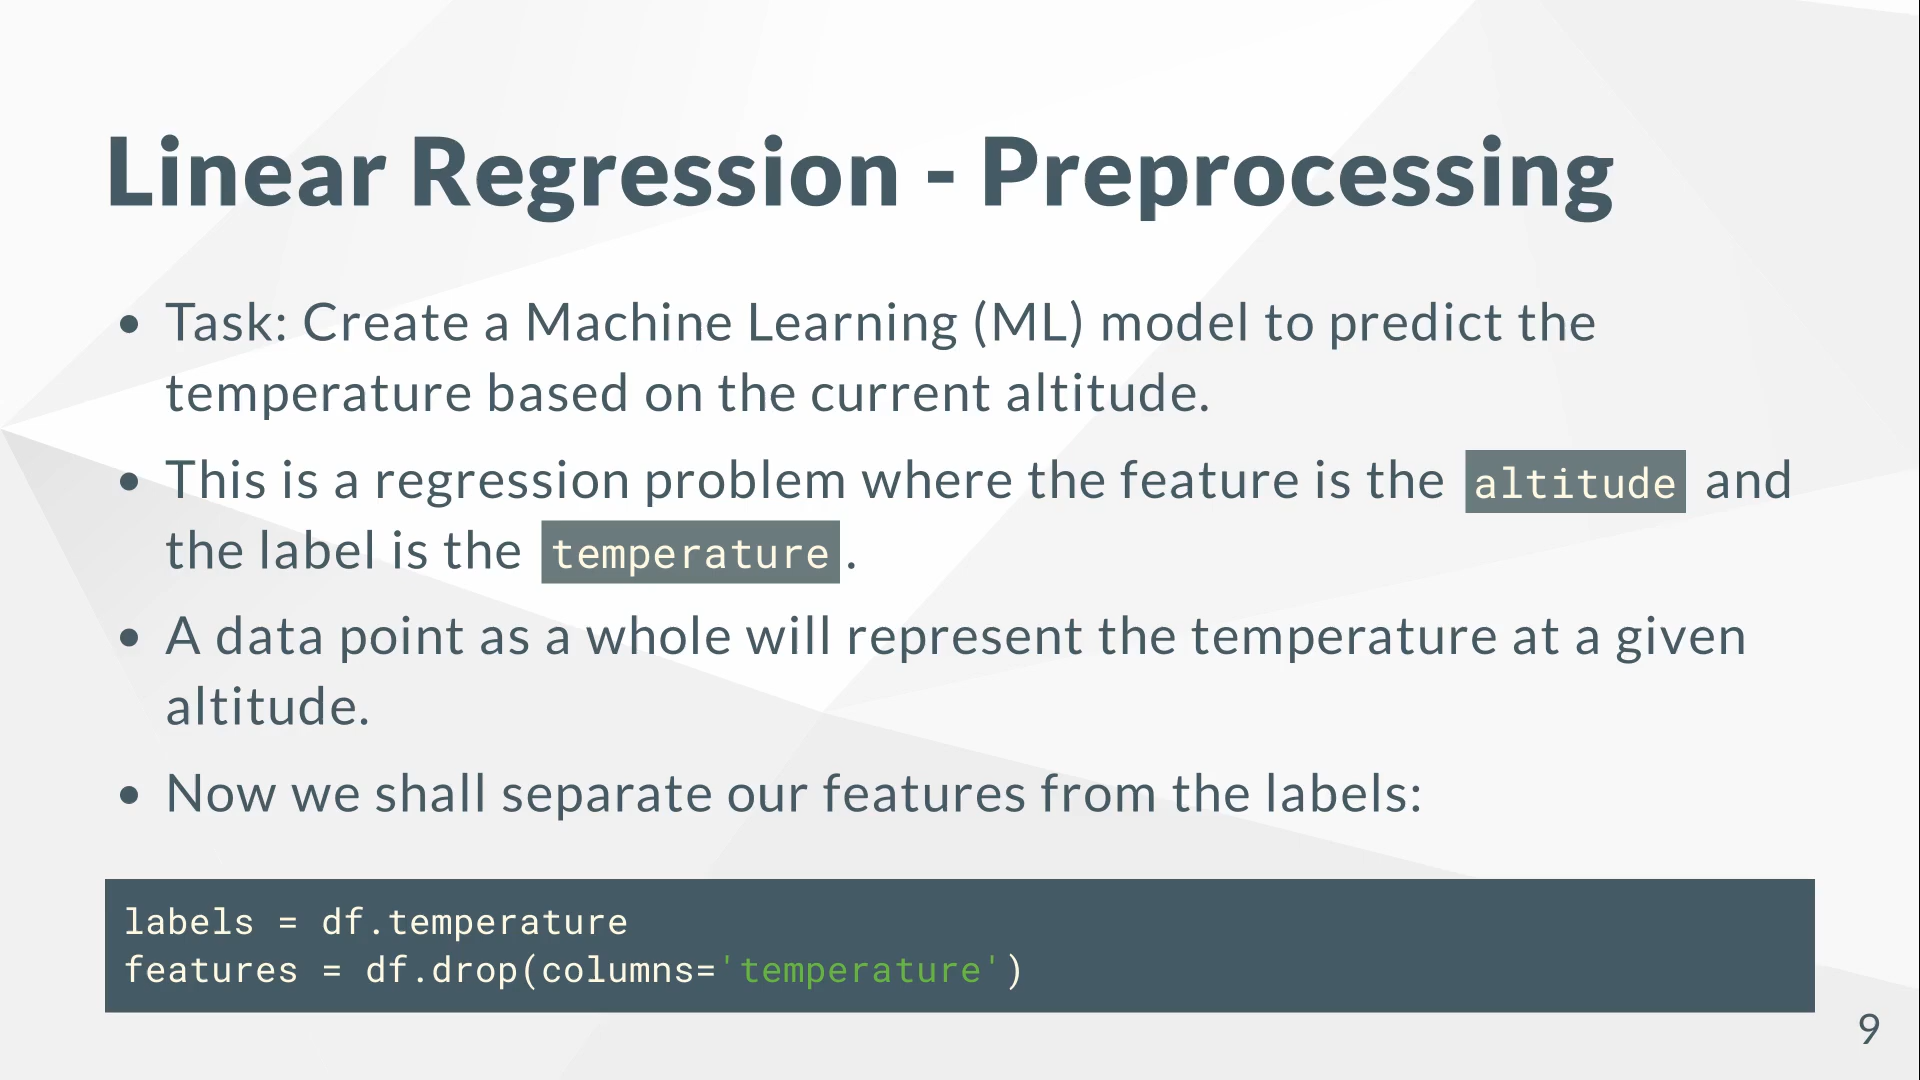 Linear Regression - Preprocessing
• Task: Create a Machine Learning (ML) model to predict the
temperature based on the current altitude.
• This is a regression problem where the feature is the altitude and
the label is the temperature.
• A data point as a whole will represent the temperature at a given
altitude.
• Now we shall separate our features from the labels:
labels = df.temperature
features = df.drop(columns='temperature')
9